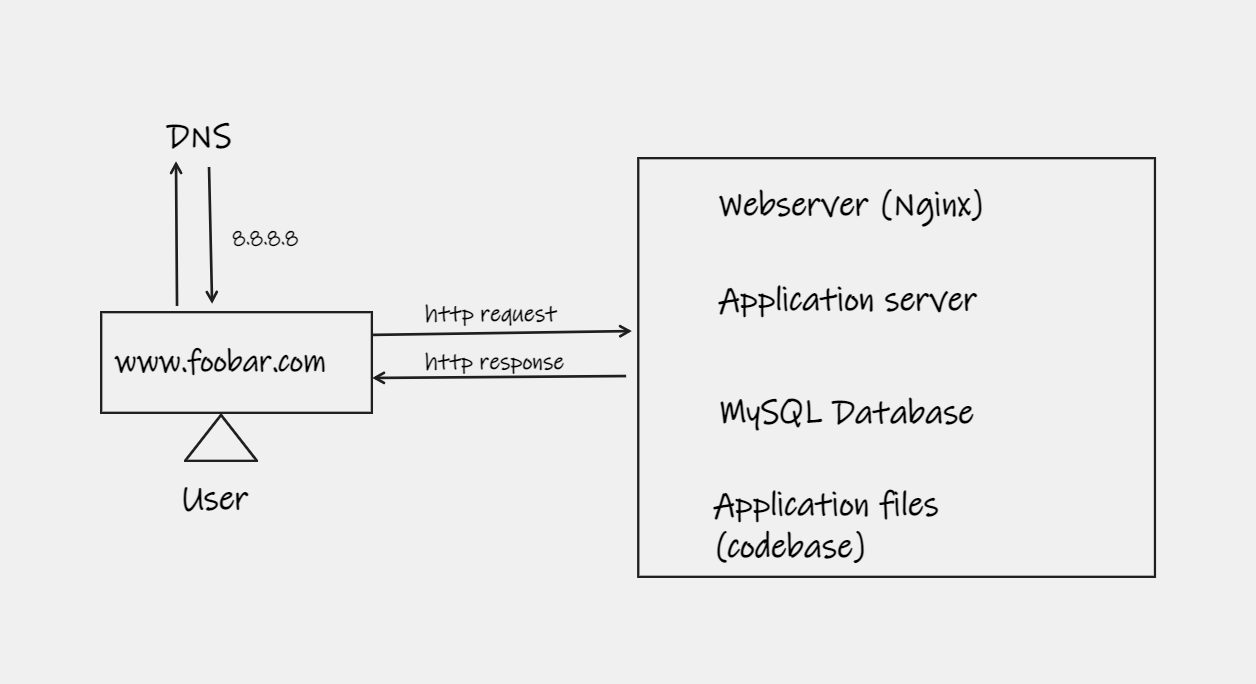 DNS
8.8.8.8
www.foobar.com
User
http request
http response
Webserver (Nginx)
Application server
MySQL Database
Application files
(codebase)